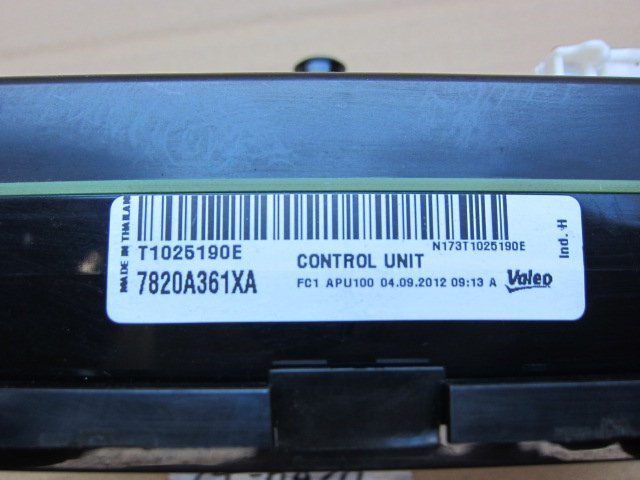 MADE IN THAILAND
T1025190E
N173T1025190E
7820A361XA
CONTROL UNIT
FC1 APU100 04.09.2012 09:13 A
Valeo
Ind. H